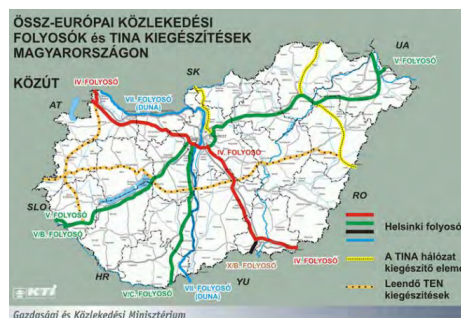 ÖSSZ-EURÓPAI KÖZLEKEDÉSI
FOLYOSÓK és TINA KIEGÉSZÍTÉSEK
MAGYARORSZÁGON
KÖZÚT
UA
V. FOLYOSÓ
SK
IV. FOLYOSÓ
AT
VII. FOLYOSÓ
(DUNA)
IV. FOLYOSÓ
RO
SLO
V. FOLYOSÓ
V/B. FOLYOSÓ
Helsinki folyosó
HR
X/B. FOLYOSÓ
IV. FOLYOSÓ
A TINA hálózat
kiegészítő eleme
V/C. FOLYOSÓ
VII. FOLYOSÓ
(DUNA)
YU
Leendő TEN
kiegészítések
KTI
Gazdasági és Közlekedési Minisztérium